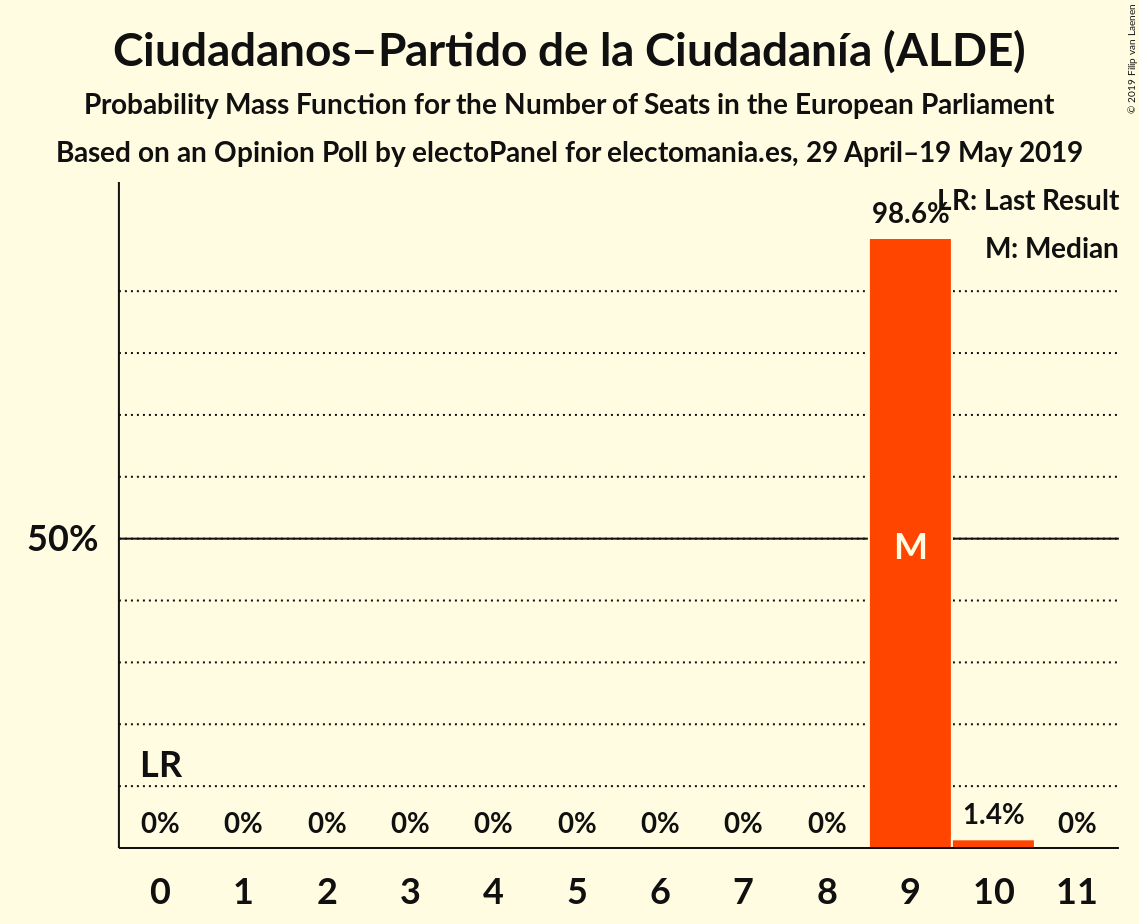 Ciudadanos–Partido de la Ciudadanía (ALDE)
Probability Mass Function for the Number of Seats in the European Parliament
Based on an Opinion Poll by electoPanel for electomania.es, 29 April–19 May 2019
© 2019 Filip van Laenen
LR: Last Result
M: Median
98.6%
50%
M
LR
0% 0% 0% 0% 0% 0% 0% 0% 0% 1.4% 0%
0 1 2 3 4 5 6 7 8 9 10 11